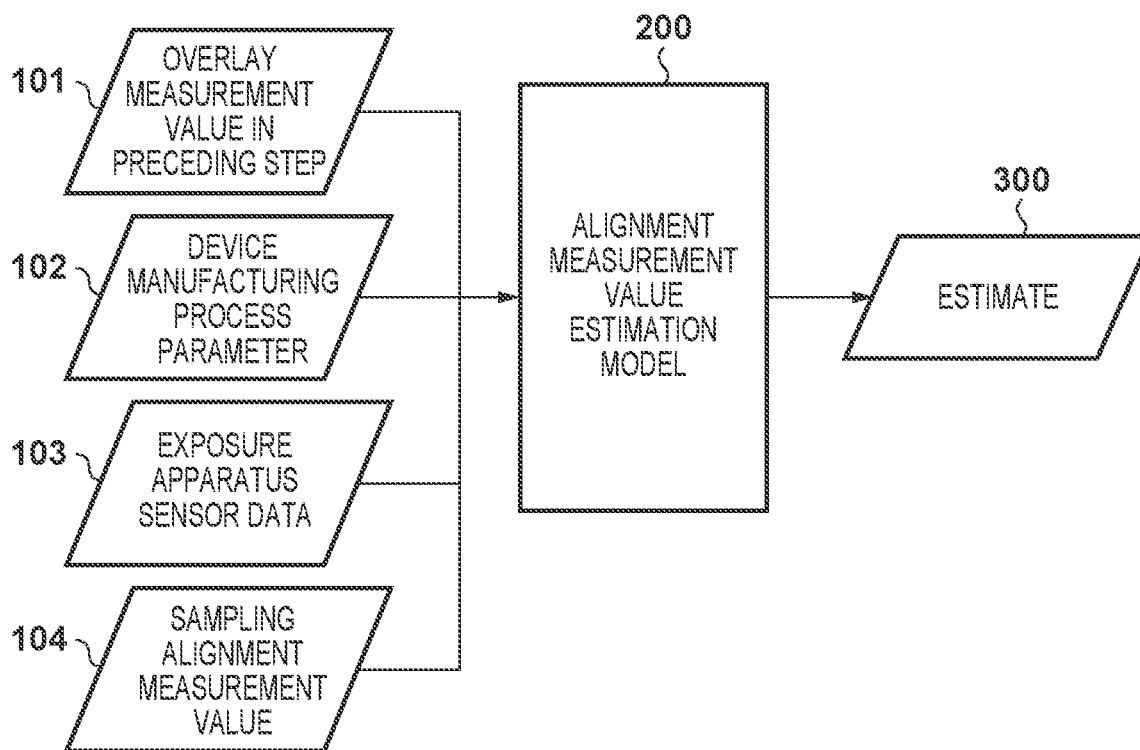 101
OVERLAY
MEASUREMENT
VALUE IN
PRECEDING STEP
102
DEVICE
MANUFACTURING
PROCESS
PARAMETER
103
EXPOSURE
APPARATUS
SENSOR DATA
104
SAMPLING
ALIGNMENT
MEASUREMENT
VALUE
200
ALIGNMENT
MEASUREMENT
VALUE
ESTIMATION
MODEL
300
ESTIMATE